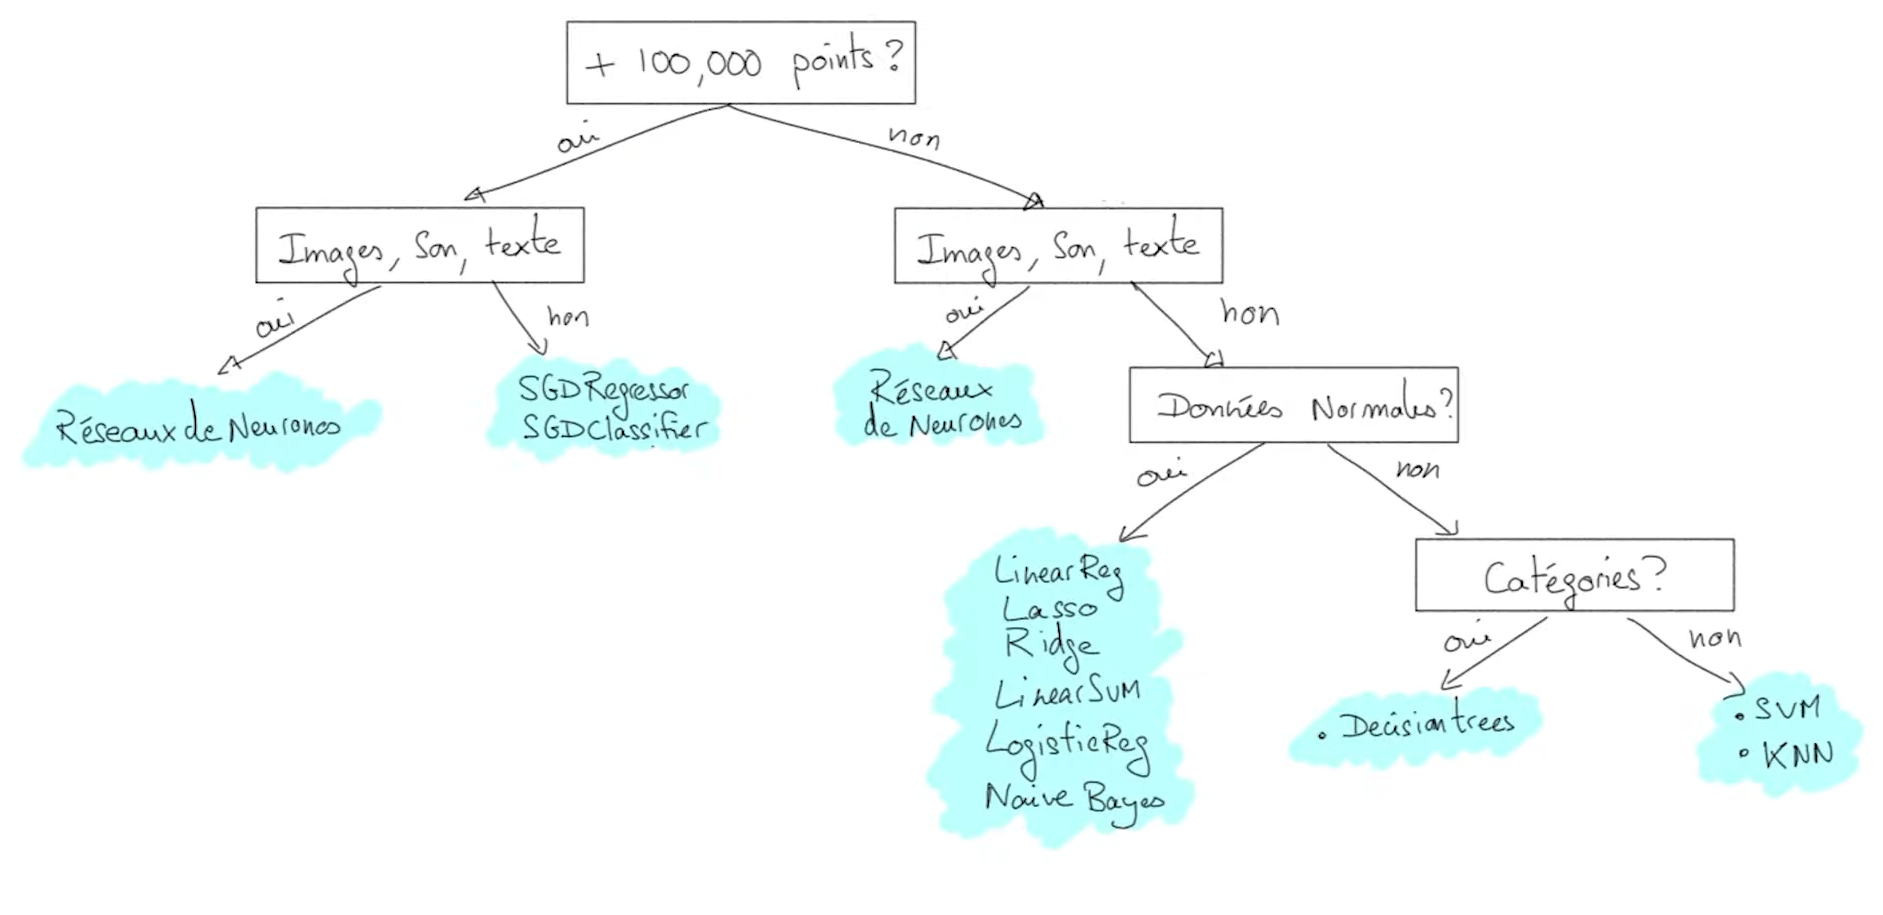 + 100,000 points?
oui
non
Images, Son, texte
Images, Son, texte
oui
non
oui
non
Réseaux de Neurones
SGDRegressor
SGDClassifier
Réseaux
de Neurones
Données Normales?
oui
non
LinearReg
Lasso
Ridge
LinearSVM
LogisticReg
Naive Bayes
Catégories?
oui
non
• Decision trees
• SVM
• KNN